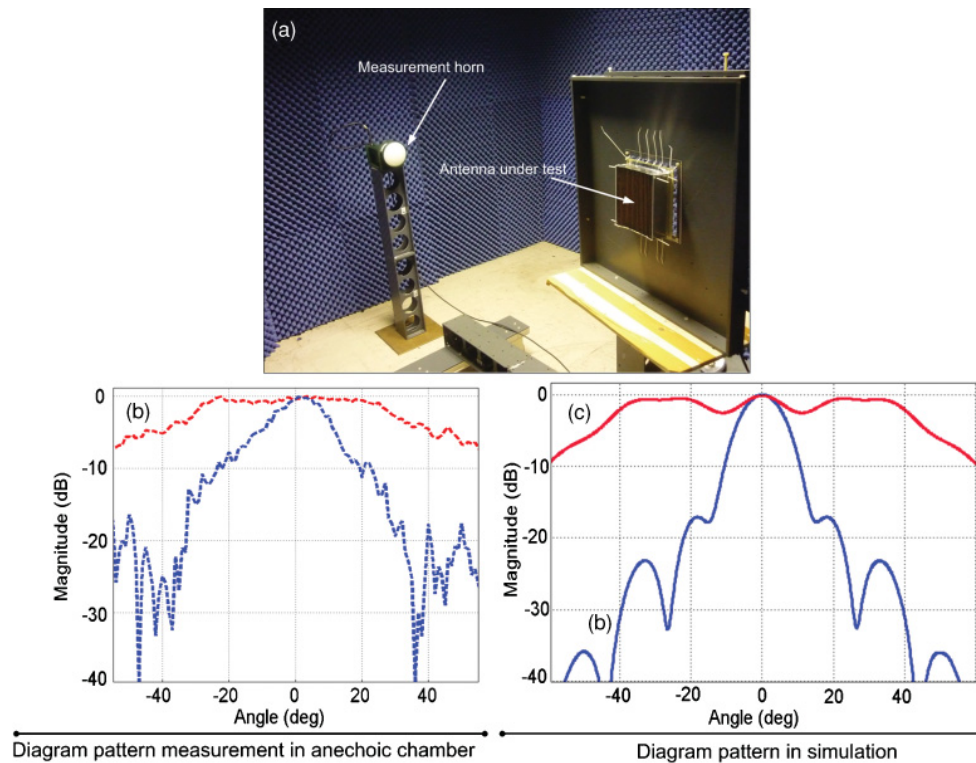 (a)
Measurement horn
Antenna under test
(b)
0
-10
-20
-30
-40
Magnitude (dB)
-40
-20
0
20
40
Angle (deg)
Diagram pattern measurement in anechoic chamber
(c)
(b)
0
-10
-20
-30
-40
Magnitude (dB)
-40
-20
0
20
40
Angle (deg)
Diagram pattern in simulation